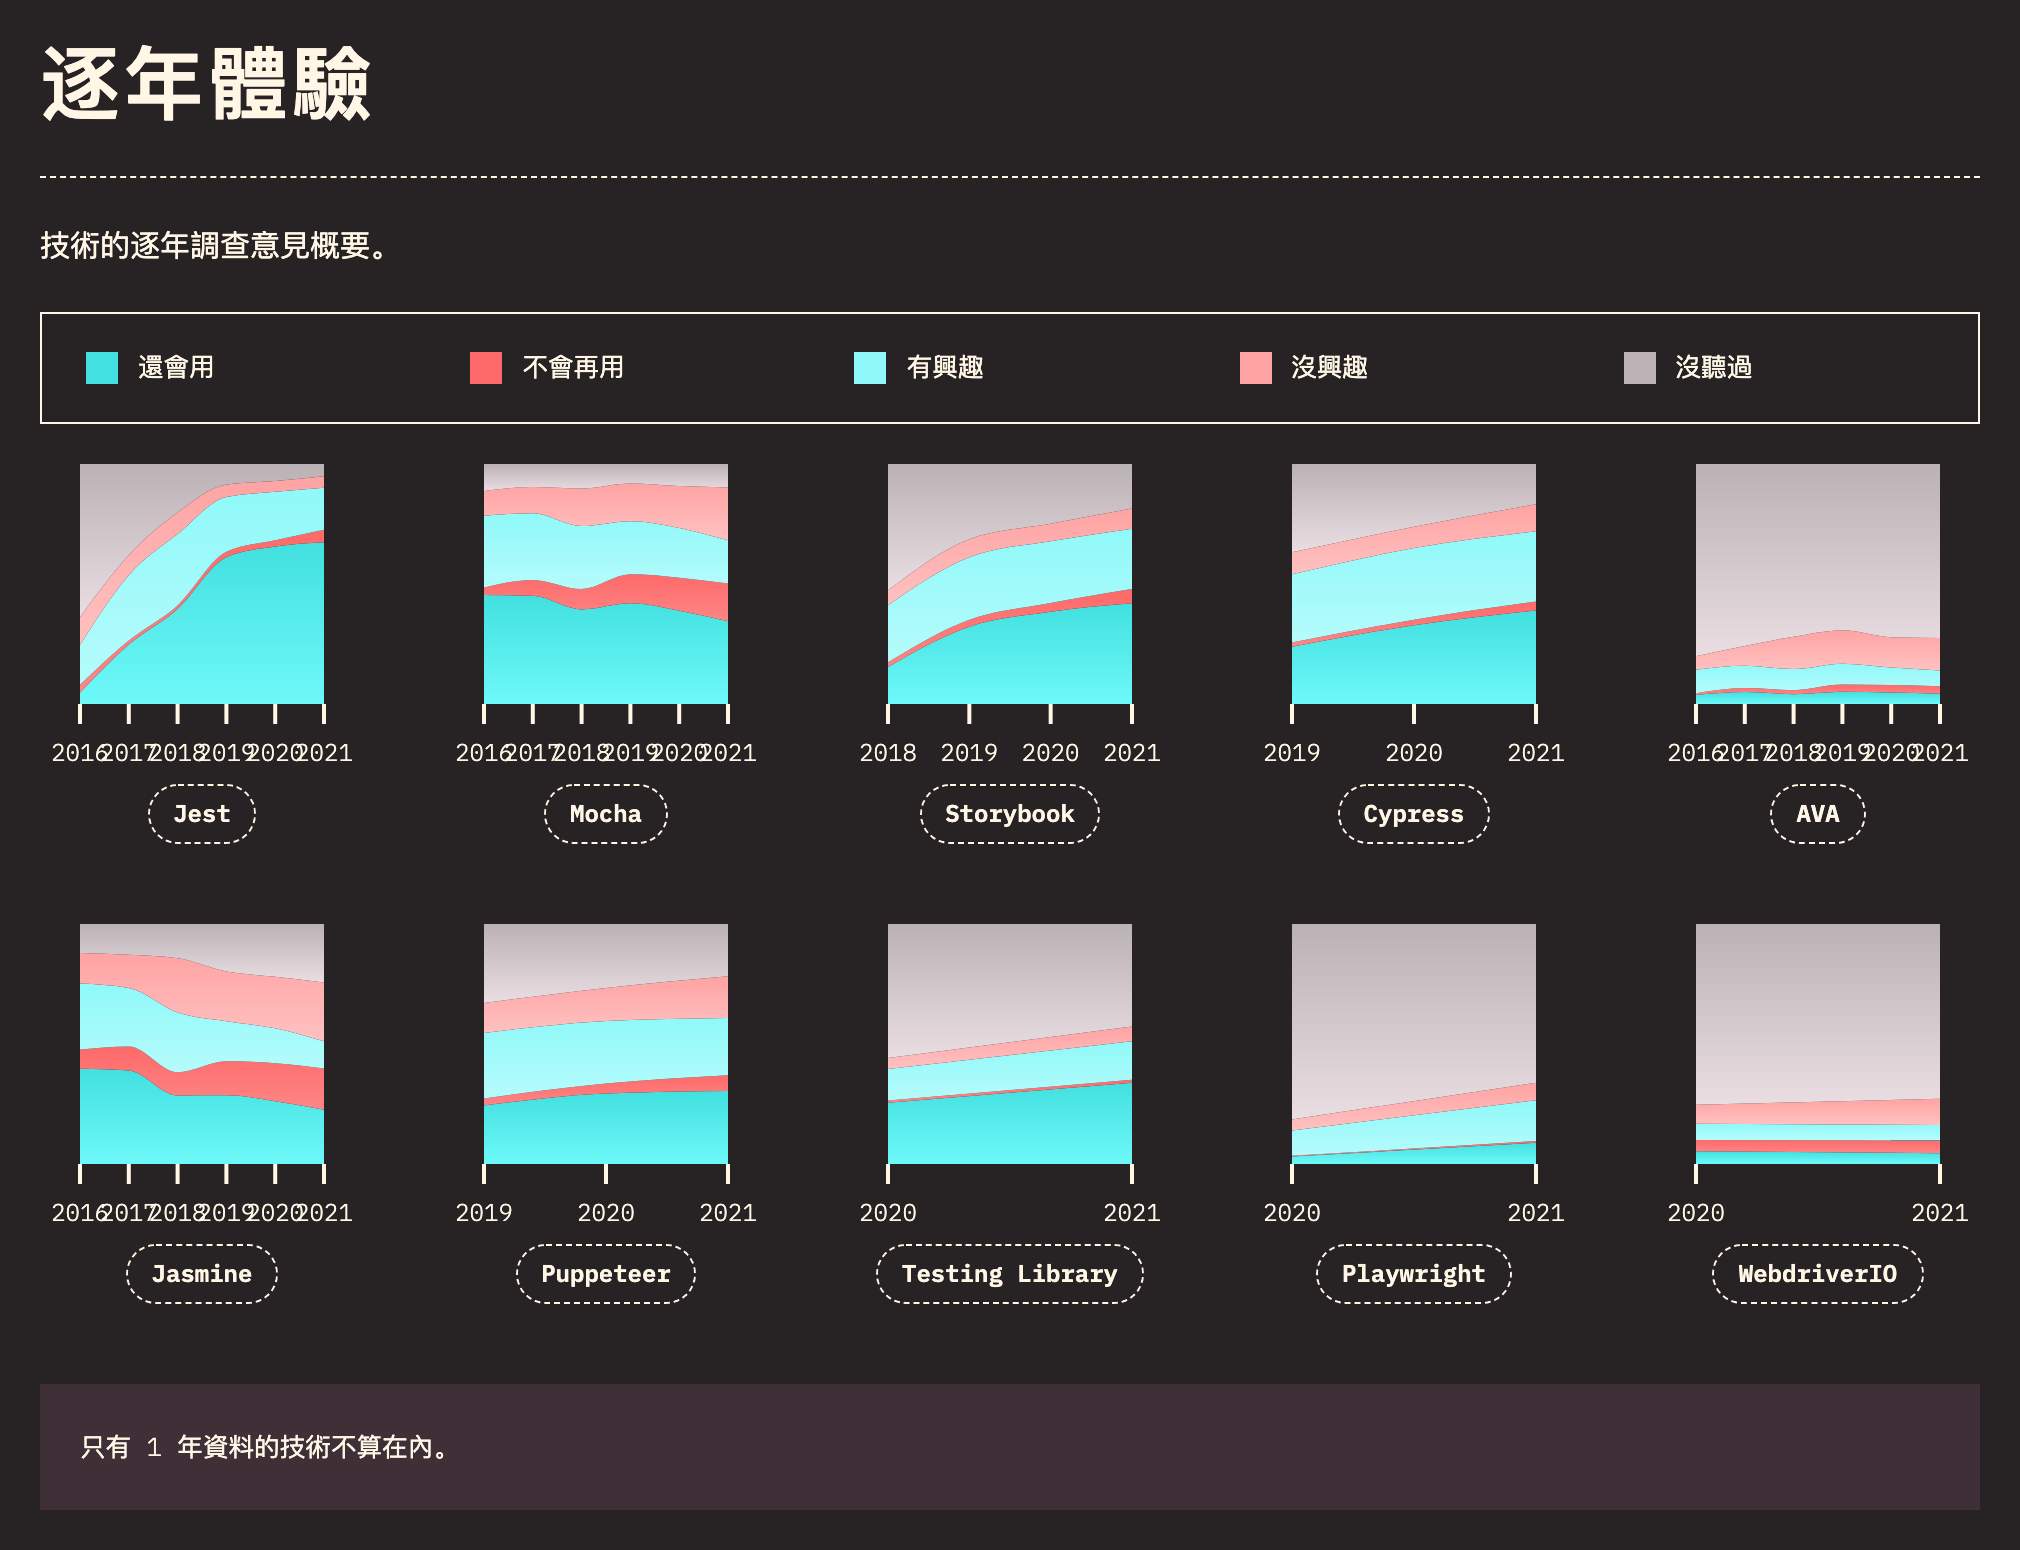 逐年體驗
技術的逐年調查意見概要。
還會用 不會再用 有興趣 沒興趣 沒聽過
2016 2017 2018 2019 2020 2021 2016 2017 2018 2019 2020 2021 2018 2019 2020 2021 2019 2020 2021 2016 2017 2018 2019 2020 2021
Jest Mocha Storybook Cypress AVA
2016 2017 2018 2019 2020 2021 2019 2020 2021 2020 2021 2020 2021 2020 2021
Jasmine Puppeteer Testing Library Playwright WebdriverIO
只有 1 年資料的技術不算在內。